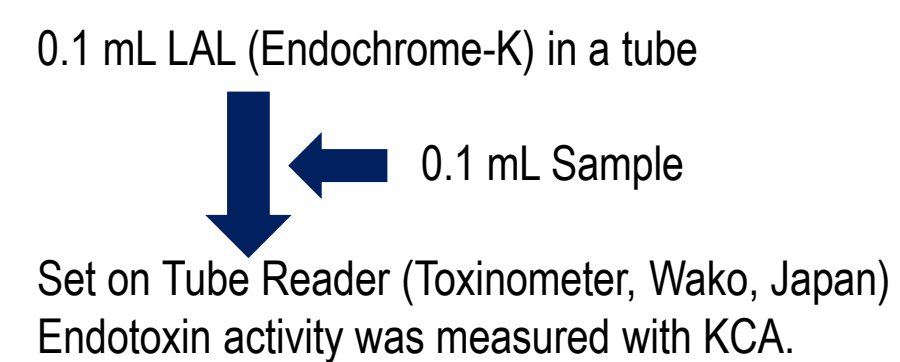 0.1 mL LAL (Endochrome-K) in a tube
0.1 mL Sample
Set on Tube Reader (Toxinometer, Wako, Japan)
Endotoxin activity was measured with KCA.